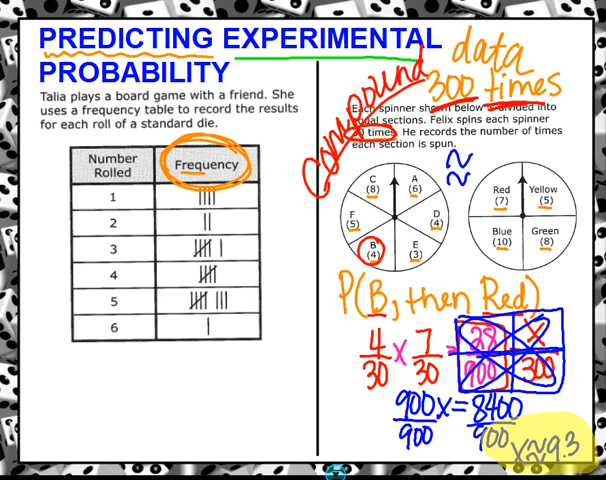 PREDICTING EXPERIMENTAL
PROBABILITY
Talia plays a board game with a friend. She
uses a frequency table to record the results
for each roll of a standard die.
Number Rolled Frequency
1 ||||
2 ||
3 |||| |
4 ||||
5 |||| |||
6 |
compound
data
300 times
Each spinner shown below is divided into
equal sections. Felix spins each spinner
times. He records the number of times
each section is spun.
≈
C (8)
A (6)
F (5)
D (4)
B (4)
E (3)
Red (7)
Yellow (5)
Blue (10)
Green (8)
P(B, then Red)
4/30 x 7/30 = 28/900 x/300
900x = 8400
900 900
x≈9.3